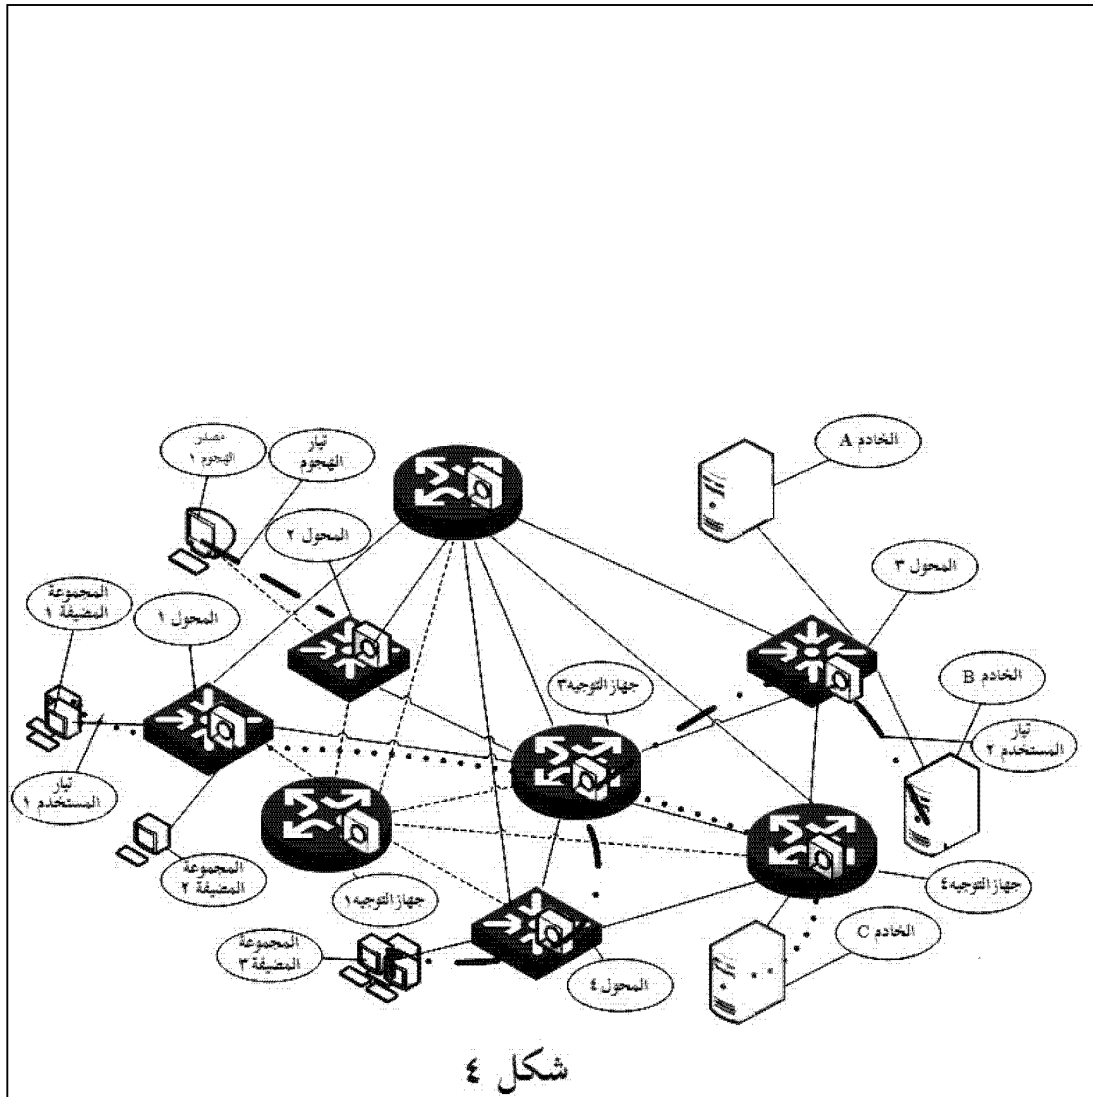 الخادم A
تيار
الهجوم
مصدر
الهجوم ١
المحول ٢
المحول ٣
المجموعة
المضيفة ١
المحول ١
جهاز التوجيه٣
الخادم B
تيار
المستخدم ٢
تيار
المستخدم ١
المجموعة
المضيفة ٢
جهاز التوجيه٤
جهاز التوجيه١
الخادم C
المجموعة
المضيفة ٣
المحول ٤
شكل ٤